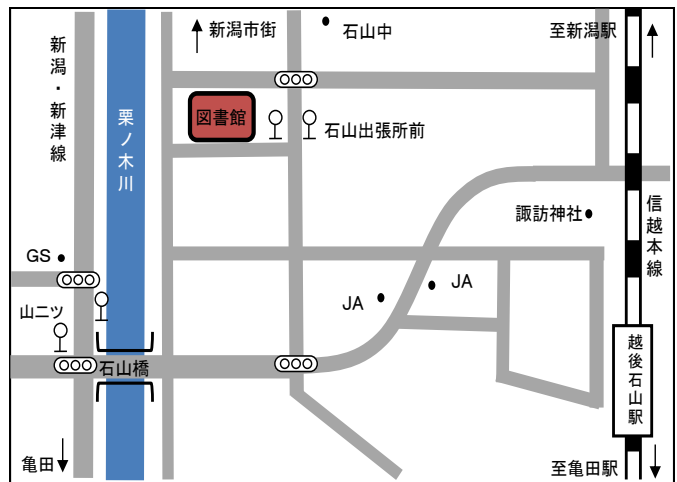 新潟市街
石山中
至新潟駅
新潟・新津線
栗ノ木川
図書館
石山出張所前
諏訪神社
信越本線
GS
山二ツ
JA
JA
石山橋
越後石山駅
亀田
至亀田駅